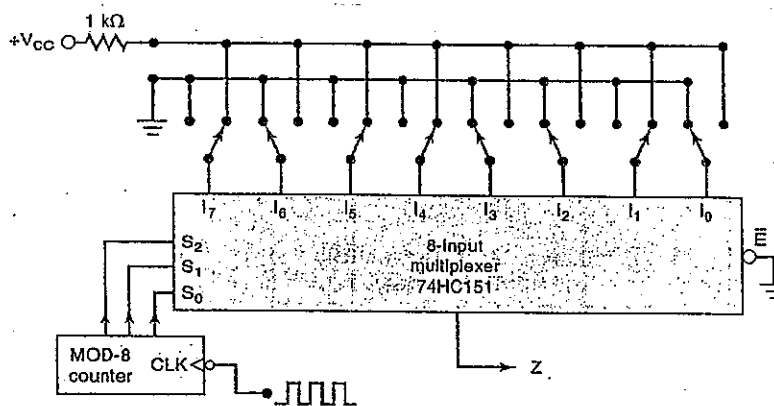 1 kΩ
+VCC
I7 I6 I5 I4 I3 I2 I1 I0
S2
S1
S0
8-Input
multiplexer
74HC151
E̅
MOD-8
counter
CLK
Z